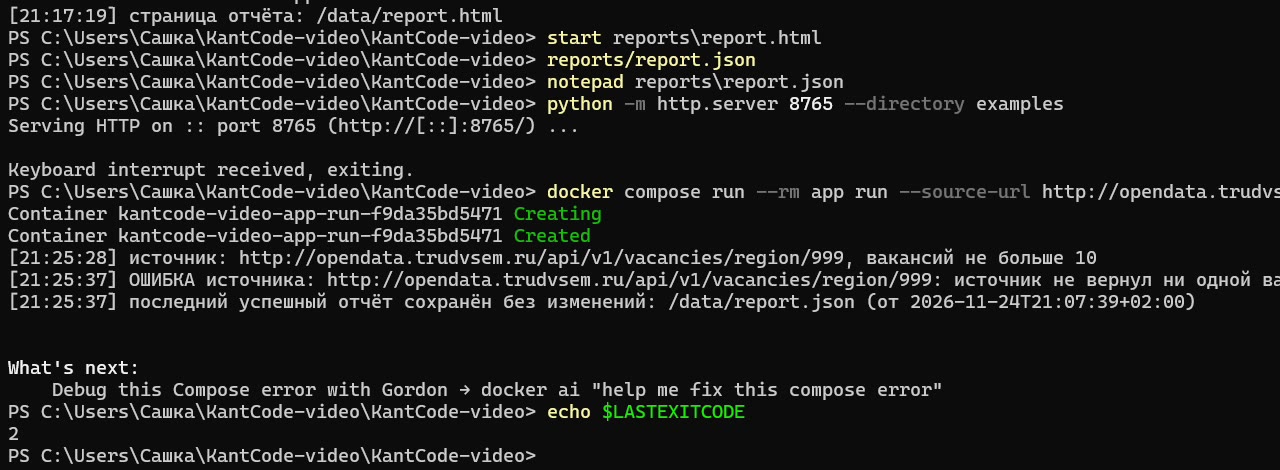 [21:17:19] страница отчёта: /data/report.html
PS C:\Users\Сашка\KantCode-video\KantCode-video> start reports\report.html
PS C:\Users\Сашка\KantCode-video\KantCode-video> reports/report.json
PS C:\Users\Сашка\KantCode-video\KantCode-video> notepad reports\report.json
PS C:\Users\Сашка\KantCode-video\KantCode-video> python -m http.server 8765 --directory examples
Serving HTTP on :: port 8765 (http://[::]:8765/) ...
Keyboard interrupt received, exiting.
PS C:\Users\Сашка\KantCode-video\KantCode-video> docker compose run --rm app run --source-url http://opendata.trudvs
Container kantcode-video-app-run-f9da35bd5471 Creating
Container kantcode-video-app-run-f9da35bd5471 Created
[21:25:28] источник: http://opendata.trudvsem.ru/api/v1/vacancies/region/999, вакансий не больше 10
[21:25:37] ОШИБКА источника: http://opendata.trudvsem.ru/api/v1/vacancies/region/999: источник не вернул ни одной ва
[21:25:37] последний успешный отчёт сохранён без изменений: /data/report.json (от 2026-11-24T21:07:39+02:00)
What's next:
    Debug this Compose error with Gordon → docker ai "help me fix this compose error"
PS C:\Users\Сашка\KantCode-video\KantCode-video> echo $LASTEXITCODE
2
PS C:\Users\Сашка\KantCode-video\KantCode-video>